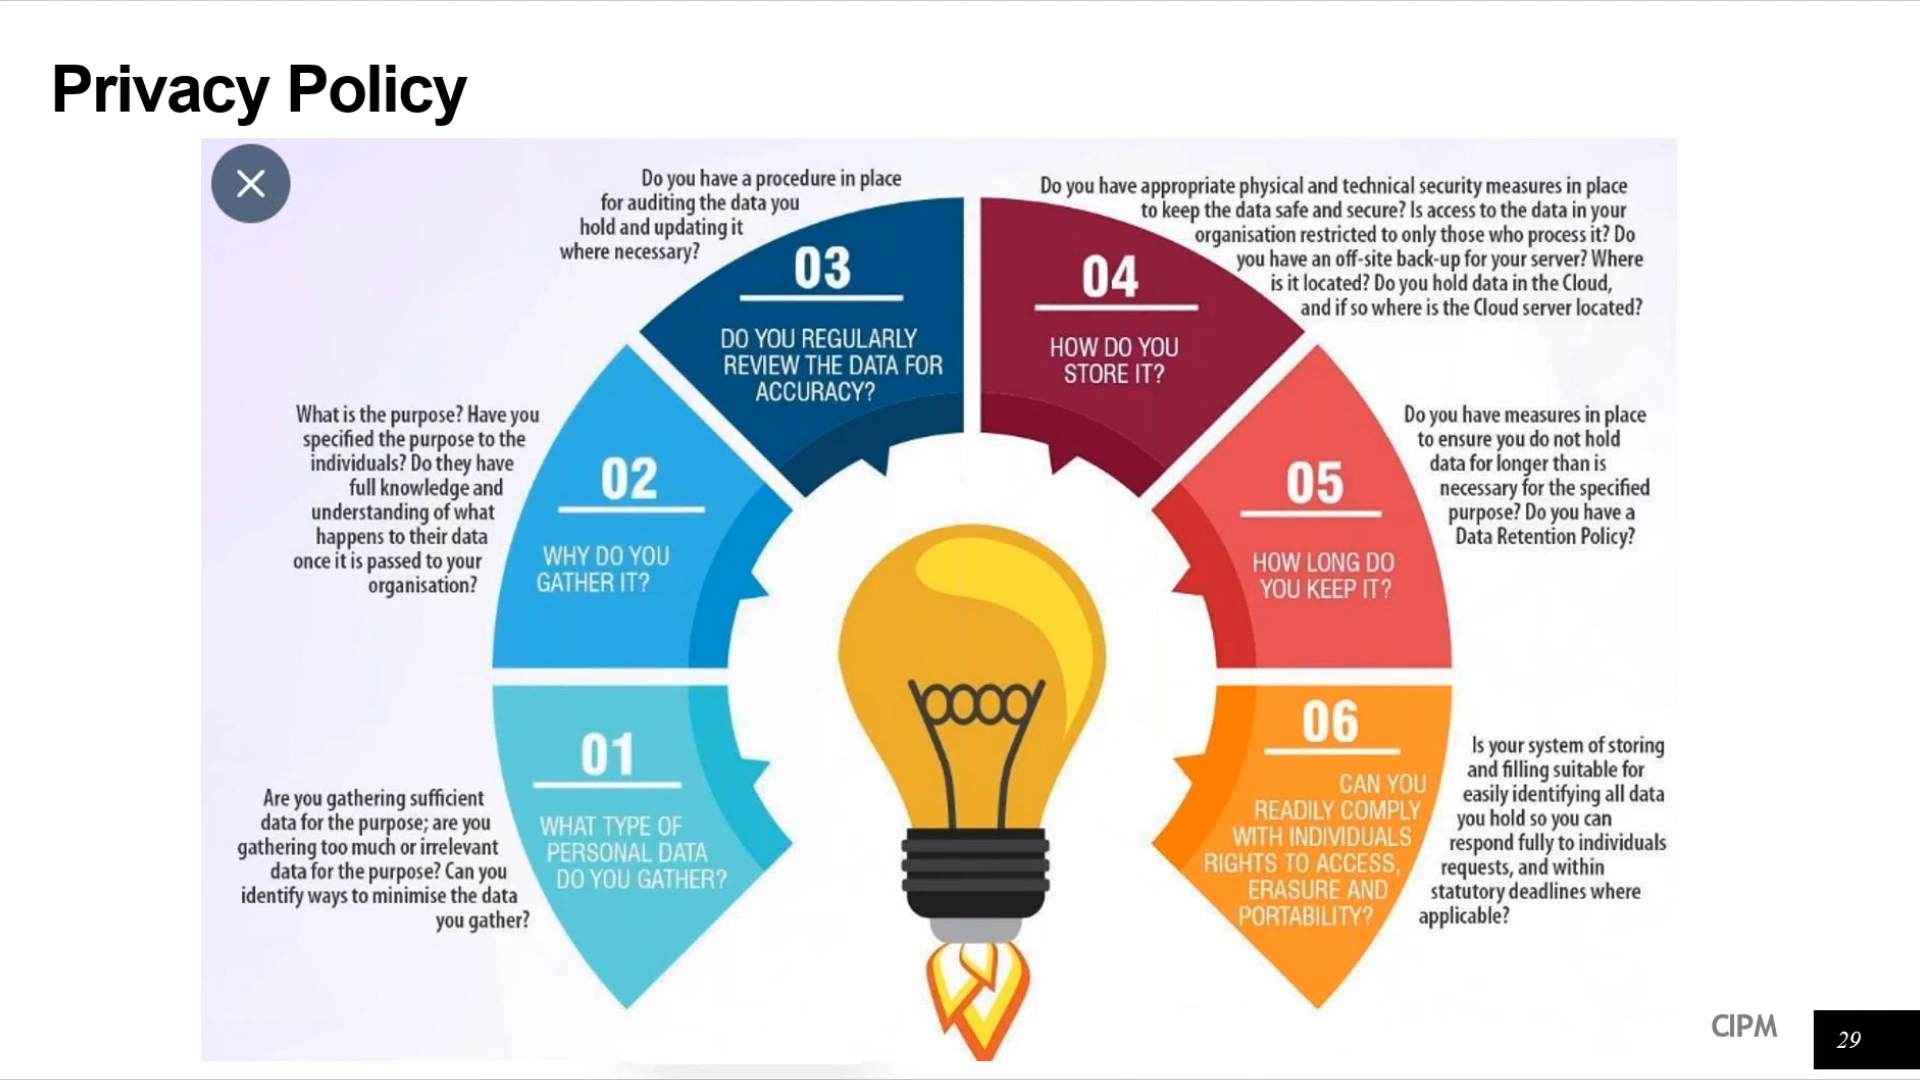 Privacy Policy
Do you have a procedure in place
for auditing the data you
hold and updating it
where necessary?
03
DO YOU REGULARLY
REVIEW THE DATA FOR
ACCURACY?
Do you have appropriate physical and technical security measures in place
to keep the data safe and secure? Is access to the data in your
organisation restricted to only those who process it? Do
you have an off-site back-up for your server? Where
is it located? Do you hold data in the Cloud,
and if so where is the Cloud server located?
04
HOW DO YOU
STORE IT?
What is the purpose? Have you
specified the purpose to the
individuals? Do they have
full knowledge and
understanding of what
happens to their data
once it is passed to your
organisation?
02
WHY DO YOU
GATHER IT?
05
HOW LONG DO
YOU KEEP IT?
Do you have measures in place
to ensure you do not hold
data for longer than is
necessary for the specified
purpose? Do you have a
Data Retention Policy?
Are you gathering sufficient
data for the purpose; are you
gathering too much or irrelevant
data for the purpose? Can you
identify ways to minimise the data
you gather?
01
WHAT TYPE OF
PERSONAL DATA
DO YOU GATHER?
06
CAN YOU
READILY COMPLY
WITH INDIVIDUALS
RIGHTS TO ACCESS,
ERASURE AND
PORTABILITY?
Is your system of storing
and filling suitable for
easily identifying all data
you hold so you can
respond fully to individuals
requests, and within
statutory deadlines where
applicable?
CIPM
29